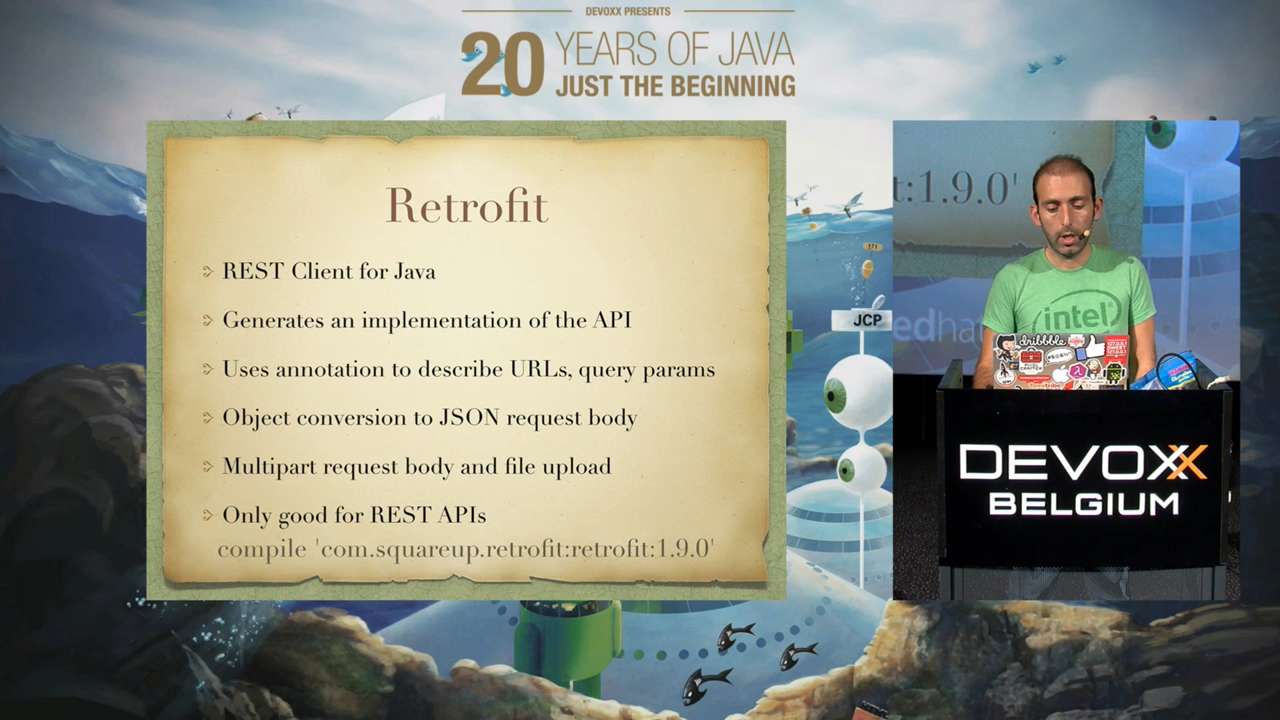 DEVOXX PRESENTS
20 YEARS OF JAVA
JUST THE BEGINNING
Retrofit
REST Client for Java
Generates an implementation of the API
Uses annotation to describe URLs, query params
Object conversion to JSON request body
Multipart request body and file upload
Only good for REST APIs
compile 'com.squareup.retrofit:retrofit:1.9.0'
JCP
t:1.9.0'
edha
intel
dribbble
DEVOXX
BELGIUM